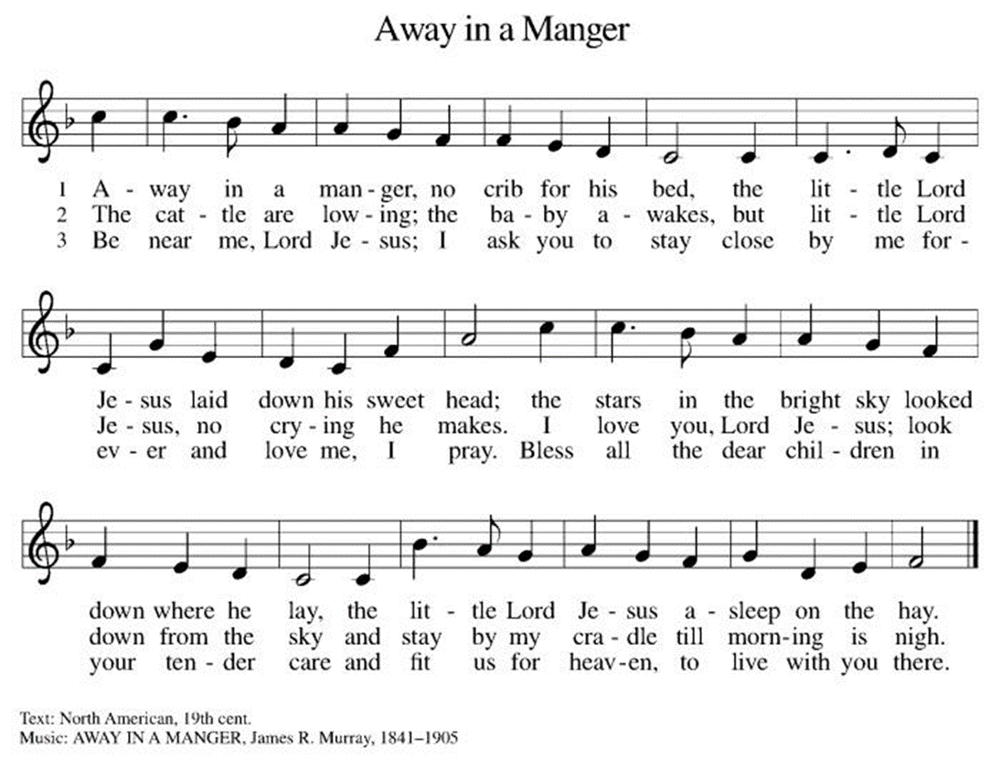 Away in a Manger
1 A - way in a man - ger, no crib for his bed, the lit - tle Lord
2 The cat - tle are low - ing; the ba - by a - wakes, but lit - tle Lord
3 Be near me, Lord Je - sus; I ask you to stay close by me for -
Je - sus laid down his sweet head; the stars in the bright sky looked
Je - sus, no cry - ing he makes. I love you, Lord Je - sus; look
ev - er and love me, I pray. Bless all the dear chil - dren in
down where he lay, the lit - tle Lord Je - sus a - sleep on the hay.
down from the sky and stay by my cra - dle till morn-ing is nigh.
your ten - der care and fit us for heav-en, to live with you there.
Text: North American, 19th cent.
Music: AWAY IN A MANGER, James R. Murray, 1841–1905